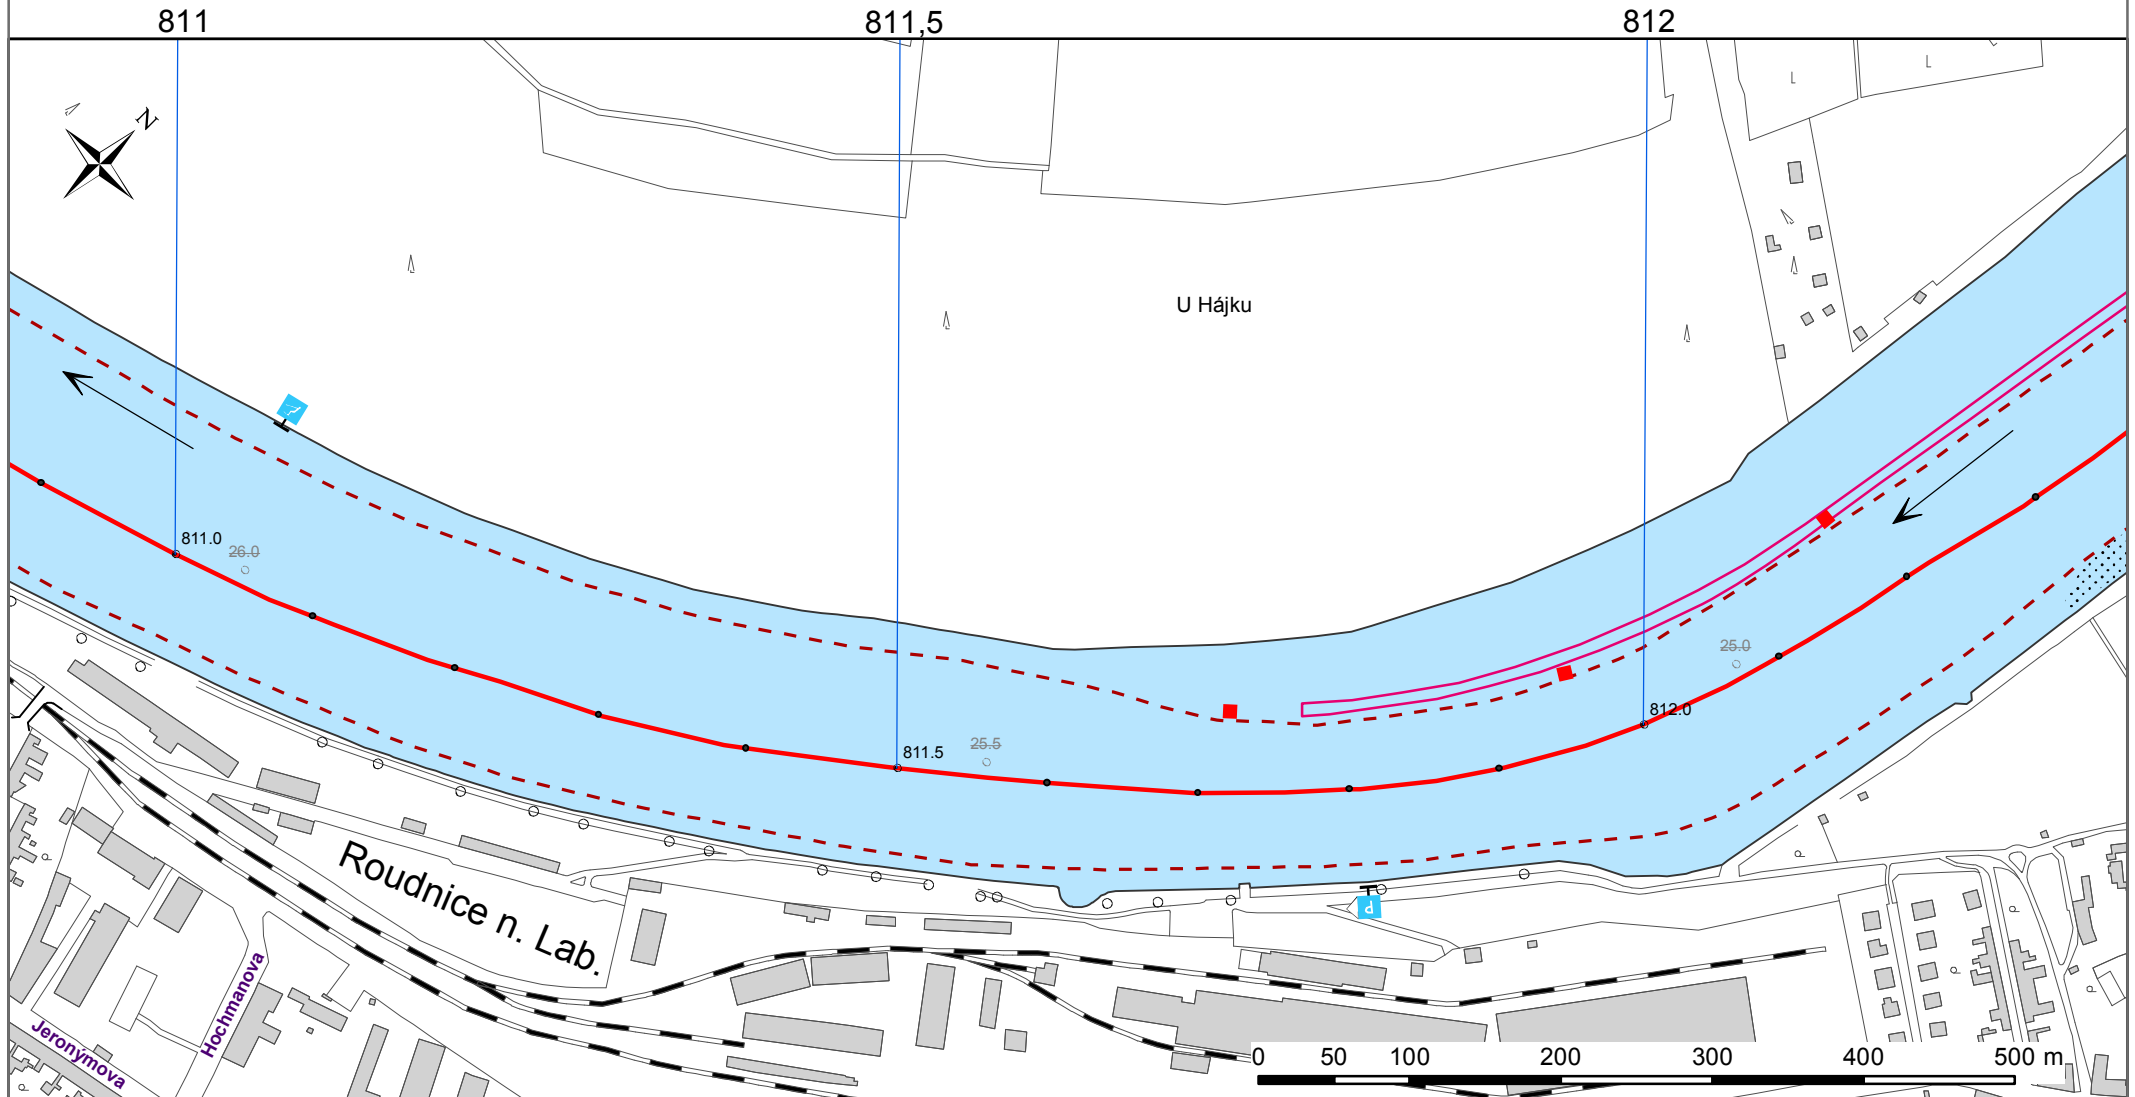 811
811,5
812
N
U Hájku
811.0
26.0
25.0
812.0
811.5
25.5
Roudnice n. Lab.
P
Hochmanova
Jeronýmova
0 50 100 200 300 400 500 m